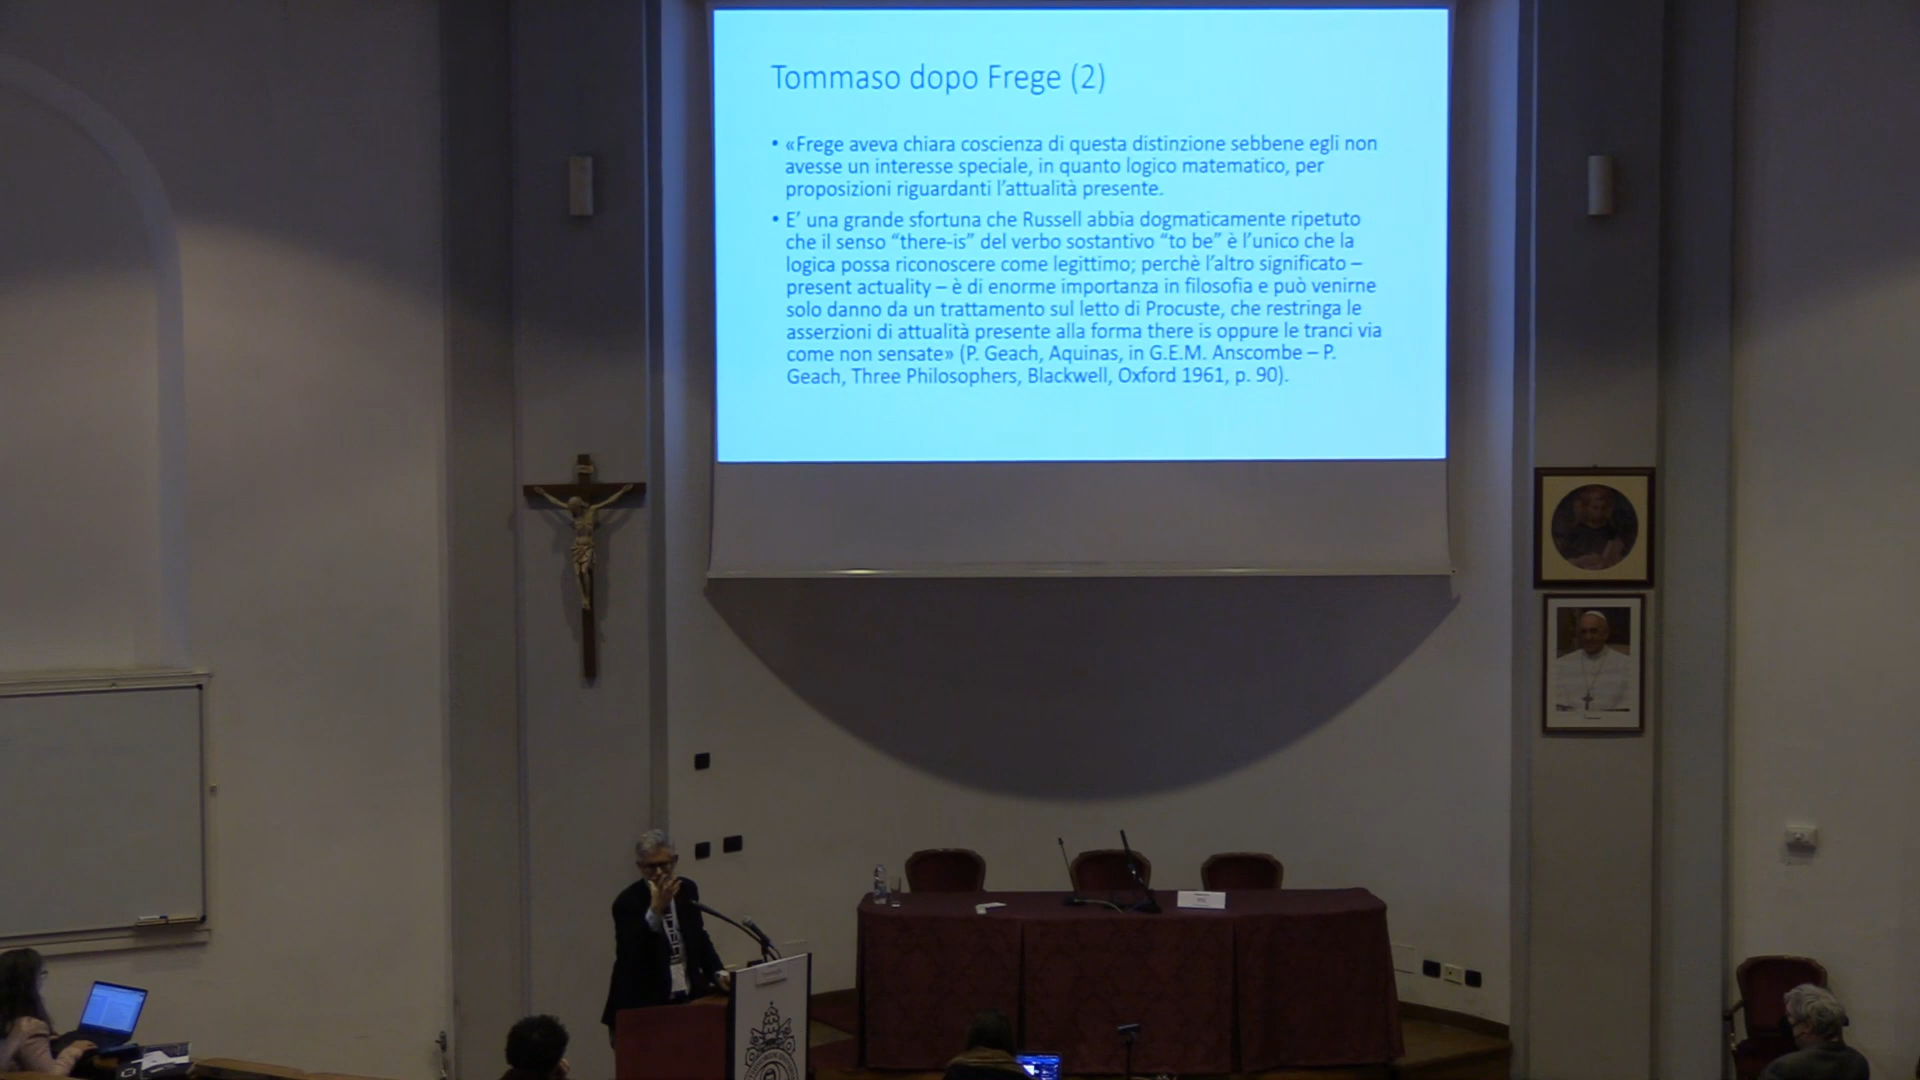 Tommaso dopo Frege (2)
• «Frege aveva chiara coscienza di questa distinzione sebbene egli non
avesse un interesse speciale, in quanto logico matematico, per
proposizioni riguardanti l'attualità presente.
• E' una grande sfortuna che Russell abbia dogmaticamente ripetuto
che il senso “there-is” del verbo sostantivo “to be” è l'unico che la
logica possa riconoscere come legittimo; perchè l'altro significato –
present actuality – è di enorme importanza in filosofia e può venirne
solo danno da un trattamento sul letto di Procuste, che restringa le
asserzioni di attualità presente alla forma there is oppure le tranci via
come non sensate» (P. Geach, Aquinas, in G.E.M. Anscombe – P.
Geach, Three Philosophers, Blackwell, Oxford 1961, p. 90).